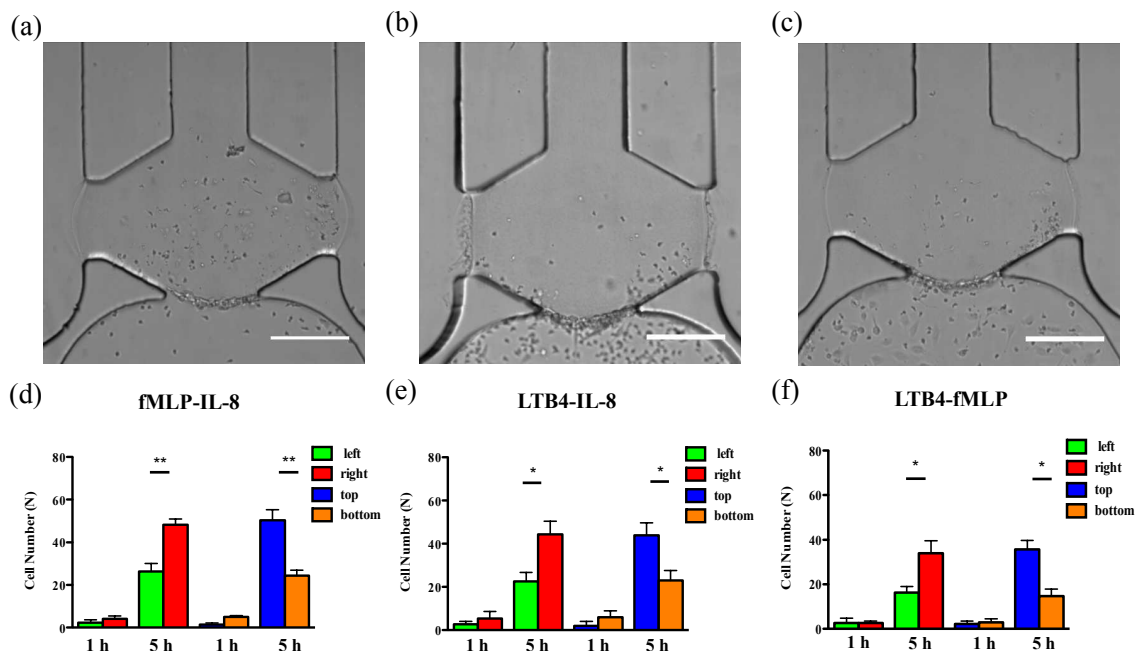 (a)
(b)
(c)
(d)
fMLP-IL-8
Cell Number (N)
80
60
40
20
0
1 h
5 h
1 h
5 h
left
right
top
bottom
**
**
(e)
LTB4-IL-8
Cell Number (N)
80
60
40
20
0
1 h
5 h
1 h
5 h
left
right
top
bottom
*
*
(f)
LTB4-fMLP
Cell Number (N)
80
60
40
20
0
1 h
5 h
1 h
5 h
left
right
top
bottom
*
*